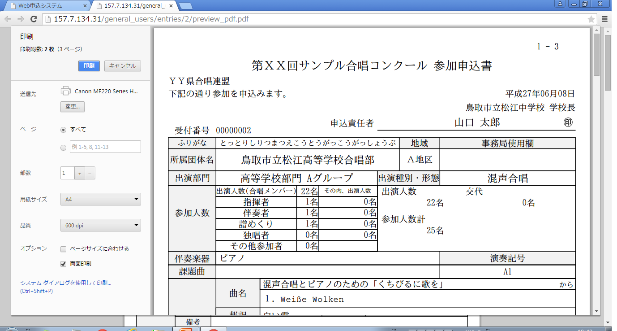 Web申込システム
157.7.134.31/general_
157.7.134.31/general_users/entries/2/preview_pdf.pdf
印刷
印刷枚数: 2 枚 (1 ページ)
印刷
キャンセル
送信先
Canon MF220 Series H...
変更...
ページ
すべて
例: 1-5, 8, 11-13
部数
1
用紙サイズ
A4
品質
600 dpi
オプション
ページサイズに合わせる
両面印刷
システム ダイアログを使用して印刷...
(Ctrl+Shift+P)
1 - 3
第XX回サンプル合唱コンクール 参加申込書
YY県合唱連盟
下記の通り参加を申込みます。
平成27年06月08日
鳥取市立松江中学校 学校長
申込責任者
山口 太郎
㊞
受付番号 00000002
ふりがな
とっとりしりつまつえこうとうがっこうがっしょうぶ
地域
事務局使用欄
所属団体名
鳥取市立松江高等学校合唱部
A地区
出演部門
高等学校部門 Aグループ
出演種別・形態
混声合唱
参加人数
出演人数(合唱メンバー)
22名
その内、出演人数
出演人数
交代
指揮者
1名
0名
22名
0名
伴奏者
1名
0名
譜めくり
1名
0名
参加人数計
独唱者
0名
0名
25名
その他参加者
0名
伴奏楽器
ピアノ
演奏記号
課題曲
A1
曲名
混声合唱とピアノのための「くちびるに歌を」
から
1. Weiße Wolken
備考